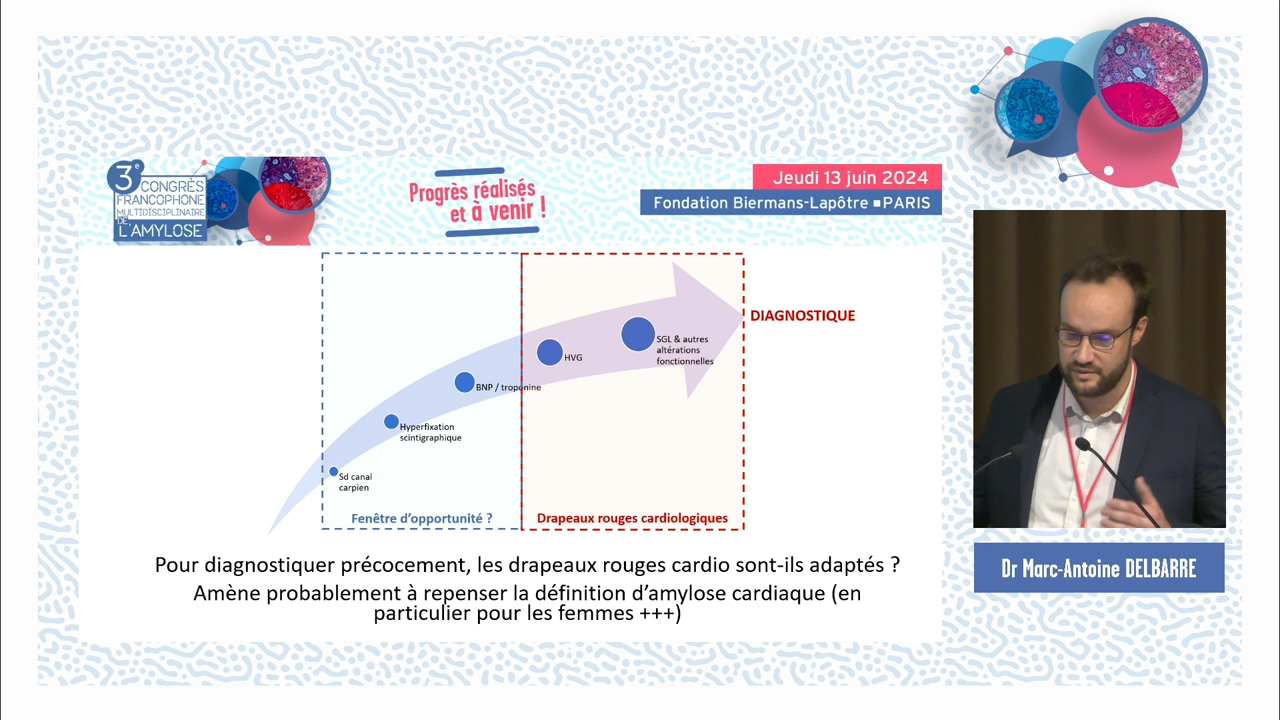 3e
CONGRÈS
FRANCOPHONE
MULTIDISCIPLINAIRE
DE
L'AMYLOSE
Progrès réalisés
et à venir !
Jeudi 13 juin 2024
Fondation Biermans-Lapôtre ■ PARIS
DIAGNOSTIQUE
SGL & autres
altérations
fonctionnelles
HVG
BNP / troponine
Hyperfixation
scintigraphique
Sd canal
carpien
Fenêtre d'opportunité ?
Drapeaux rouges cardiologiques
Pour diagnostiquer précocement, les drapeaux rouges cardio sont-ils adaptés ?
Amène probablement à repenser la définition d'amylose cardiaque (en
particulier pour les femmes +++)
Dr Marc-Antoine DELBARRE